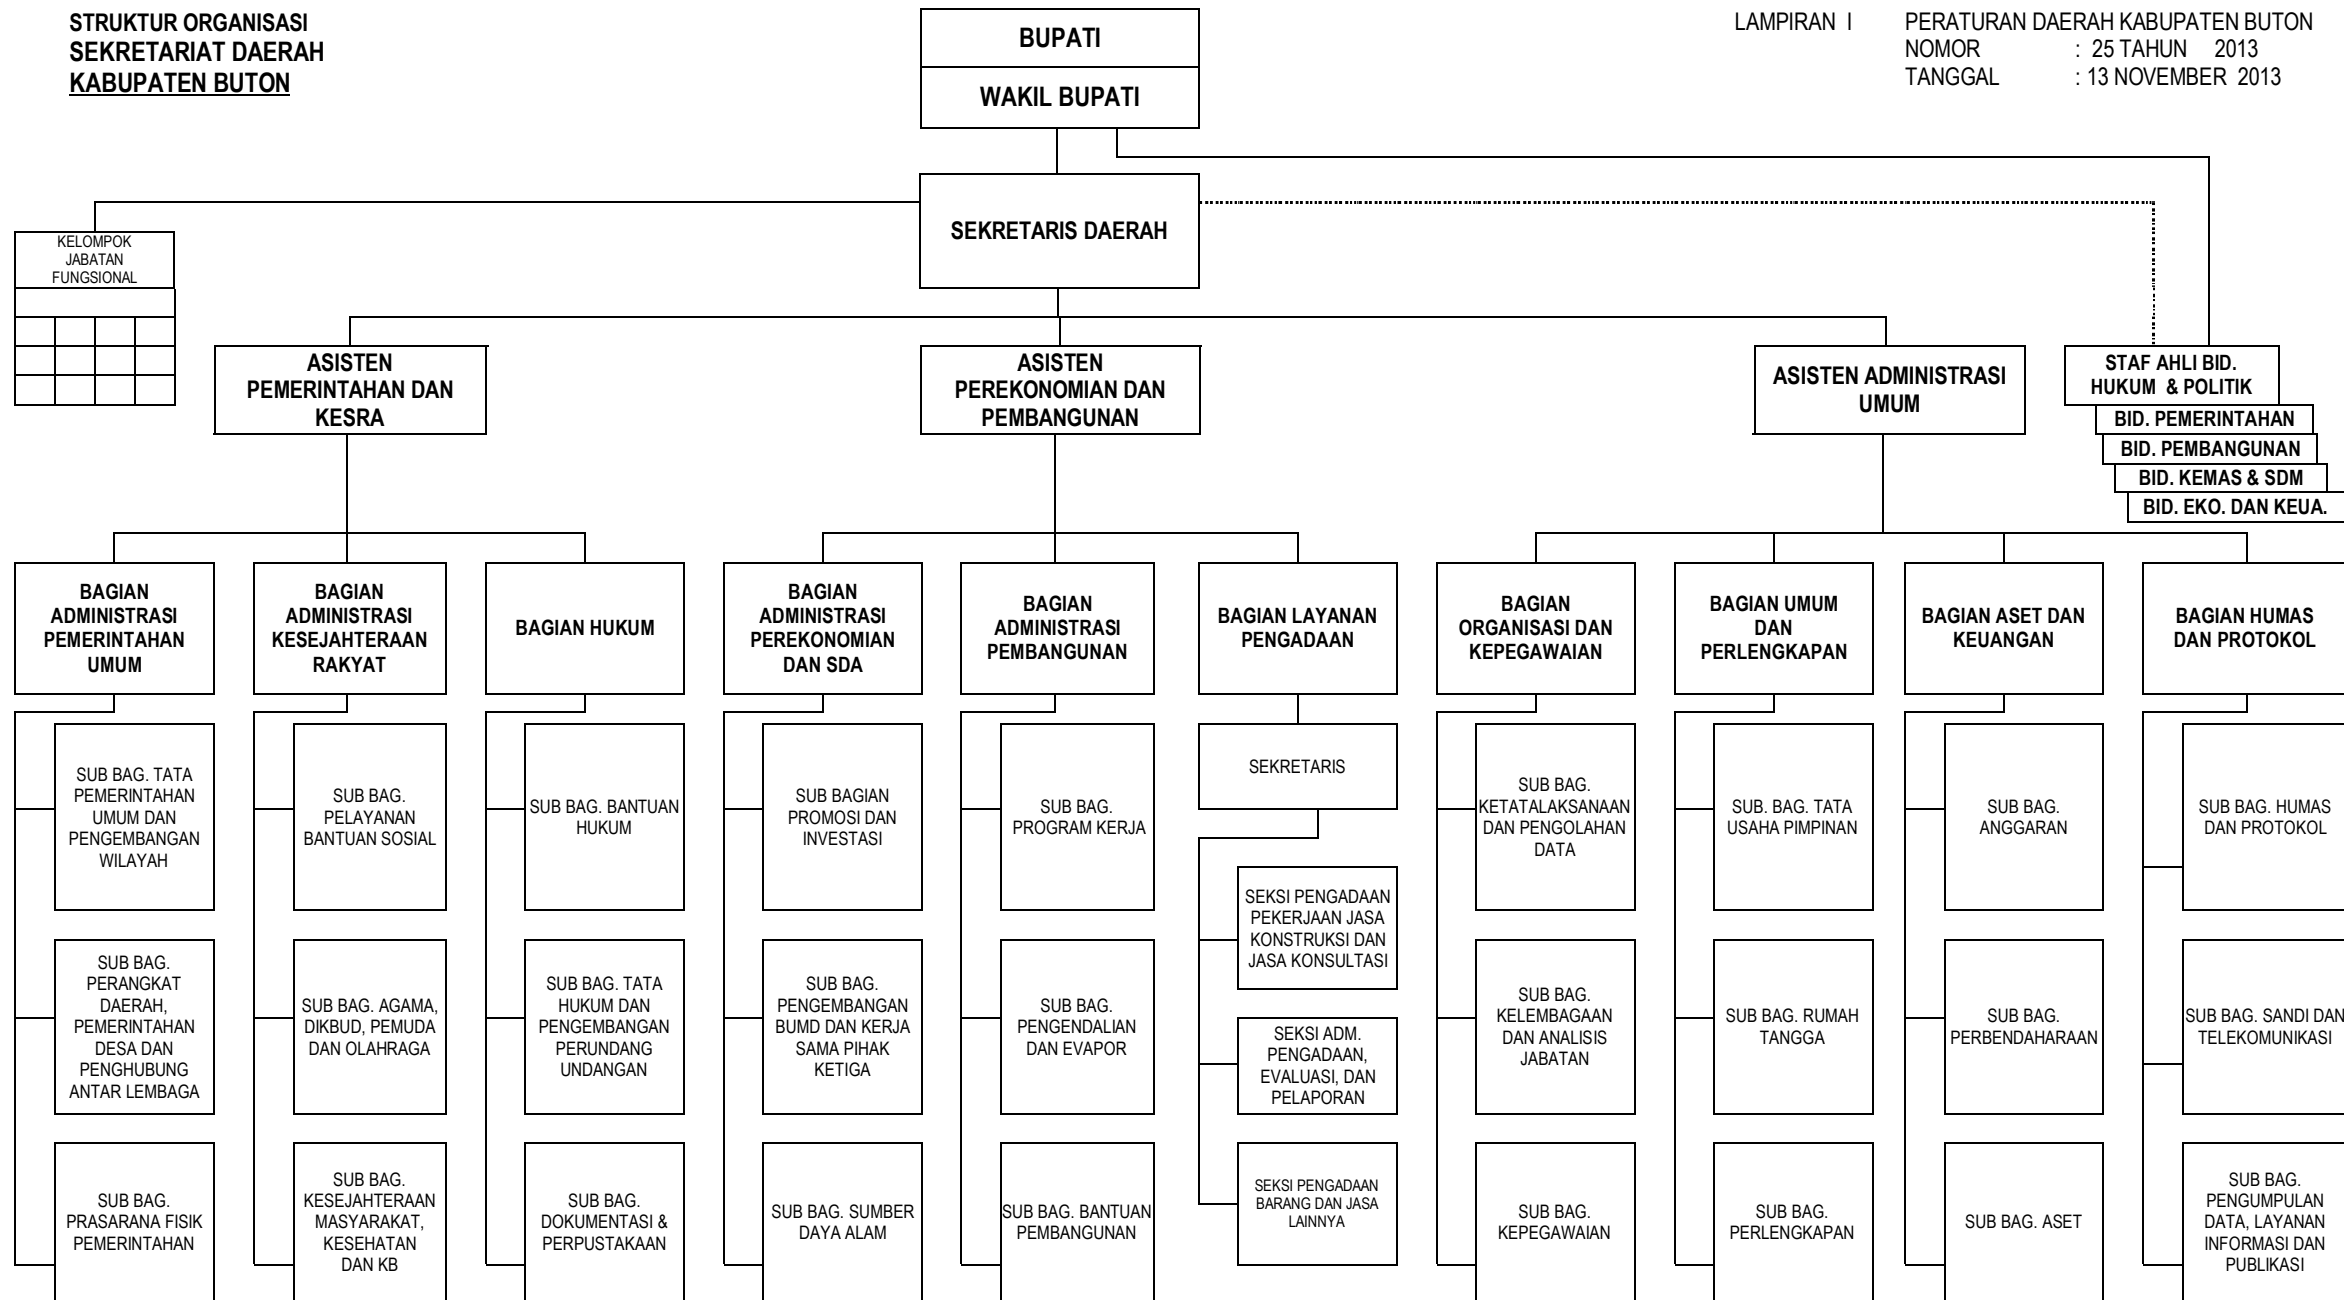 STRUKTUR ORGANISASI
SEKRETARIAT DAERAH
KABUPATEN BUTON
BUPATI
WAKIL BUPATI
LAMPIRAN I PERATURAN DAERAH KABUPATEN BUTON
NOMOR : 25 TAHUN 2013
TANGGAL : 13 NOVEMBER 2013
SEKRETARIS DAERAH
KELOMPOK
JABATAN
FUNGSIONAL
ASISTEN
PEMERINTAHAN DAN
KESRA
ASISTEN
PEREKONOMIAN DAN
PEMBANGUNAN
ASISTEN ADMINISTRASI
UMUM
STAF AHLI BID.
HUKUM & POLITIK
BID. PEMERINTAHAN
BID. PEMBANGUNAN
BID. KEMAS & SDM
BID. EKO. DAN KEUA.
BAGIAN
ADMINISTRASI
PEMERINTAHAN
UMUM
BAGIAN
ADMINISTRASI
KESEJAHTERAAN
RAKYAT
BAGIAN HUKUM
BAGIAN
ADMINISTRASI
PEREKONOMIAN
DAN SDA
BAGIAN
ADMINISTRASI
PEMBANGUNAN
BAGIAN LAYANAN
PENGADAAN
BAGIAN
ORGANISASI DAN
KEPEGAWAIAN
BAGIAN UMUM
DAN
PERLENGKAPAN
BAGIAN ASET DAN
KEUANGAN
BAGIAN HUMAS
DAN PROTOKOL
SUB BAG. TATA
PEMERINTAHAN
UMUM DAN
PENGEMBANGAN
WILAYAH
SUB BAG.
PELAYANAN
BANTUAN SOSIAL
SUB BAG. BANTUAN
HUKUM
SUB BAGIAN
PROMOSI DAN
INVESTASI
SUB BAG.
PROGRAM KERJA
SEKRETARIS
SUB BAG.
KETATALAKSANAAN
DAN PENGOLAHAN
DATA
SUB. BAG. TATA
USAHA PIMPINAN
SUB BAG.
ANGGARAN
SUB BAG. HUMAS
DAN PROTOKOL
SEKSI PENGADAAN
PEKERJAAN JASA
KONSTRUKSI DAN
JASA KONSULTASI
SUB BAG.
PERANGKAT
DAERAH,
PEMERINTAHAN
DESA DAN
PENGHUBUNG
ANTAR LEMBAGA
SUB BAG. AGAMA,
DIKBUD, PEMUDA
DAN OLAHRAGA
SUB BAG. TATA
HUKUM DAN
PENGEMBANGAN
PERUNDANG
UNDANGAN
SUB BAG.
PENGEMBANGAN
BUMD DAN KERJA
SAMA PIHAK
KETIGA
SUB BAG.
PENGENDALIAN
DAN EVAPOR
SEKSI ADM.
PENGADAAN,
EVALUASI, DAN
PELAPORAN
SUB BAG.
KELEMBAGAAN
DAN ANALISIS
JABATAN
SUB BAG. RUMAH
TANGGA
SUB BAG.
PERBENDAHARAAN
SUB BAG. SANDI DAN
TELEKOMUNIKASI
SUB BAG.
PRASARANA FISIK
PEMERINTAHAN
SUB BAG.
KESEJAHTERAAN
MASYARAKAT,
KESEHATAN
DAN KB
SUB BAG.
DOKUMENTASI &
PERPUSTAKAAN
SUB BAG. SUMBER
DAYA ALAM
SUB BAG. BANTUAN
PEMBANGUNAN
SEKSI PENGADAAN
BARANG DAN JASA
LAINNYA
SUB BAG.
KEPEGAWAIAN
SUB BAG.
PERLENGKAPAN
SUB BAG. ASET
SUB BAG.
PENGUMPULAN
DATA, LAYANAN
INFORMASI DAN
PUBLIKASI